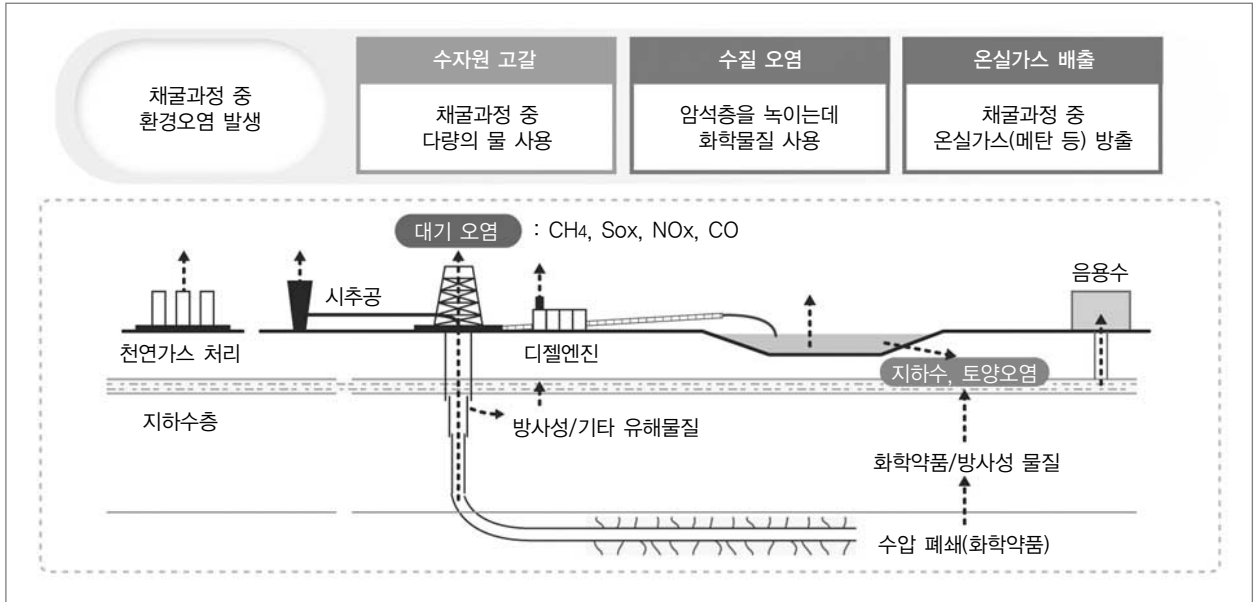 채굴과정 중
환경오염 발생
수자원 고갈
채굴과정 중
다량의 물 사용
수질 오염
암석층을 녹이는데
화학물질 사용
온실가스 배출
채굴과정 중
온실가스(메탄 등) 방출
대기 오염 : CH4, Sox, NOx, CO
음용수
시추공
천연가스 처리
디젤엔진
지하수, 토양오염
지하수층
방사성/기타 유해물질
화학약품/방사성 물질
수압 폐쇄(화학약품)